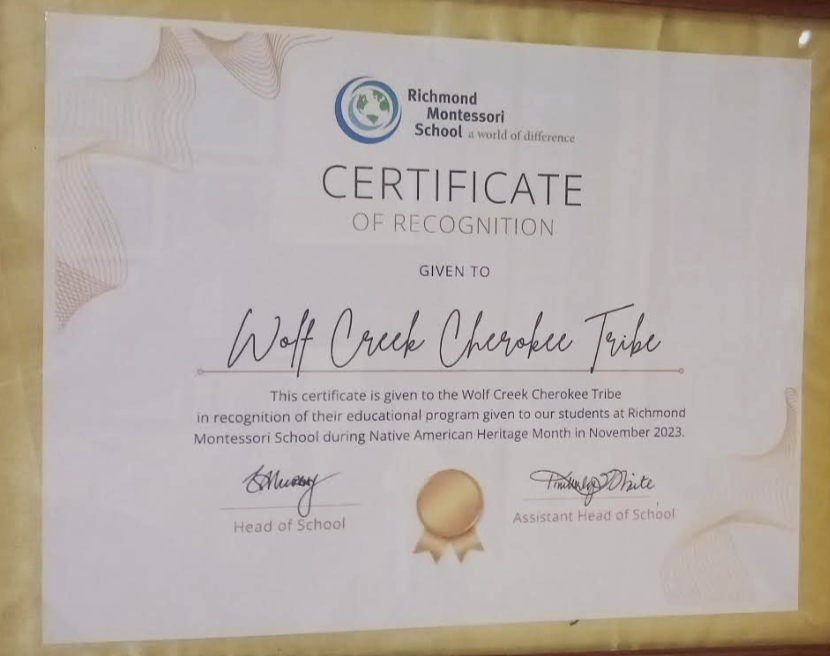 Richmond
Montessori
School a world of difference
CERTIFICATE
OF RECOGNITION
GIVEN TO
Wolf Creek Cherokee Tribe
This certificate is given to the Wolf Creek Cherokee Tribe
in recognition of their educational program given to our students at Richmond
Montessori School during Native American Heritage Month in November 2023.
Head of School
Assistant Head of School